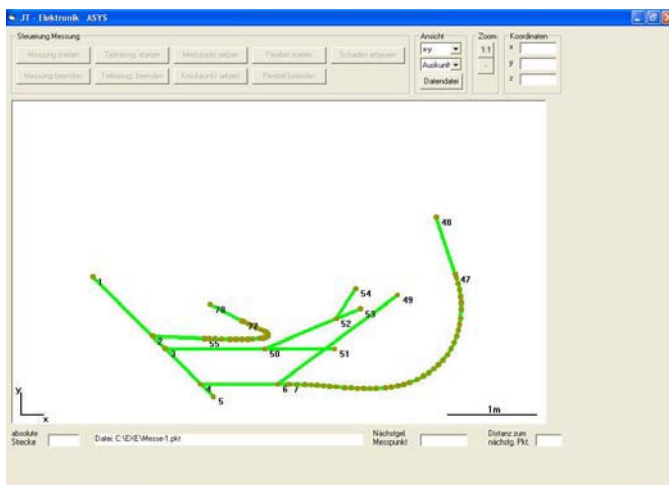 JT - Elektronik ASYS
Steuerung Messung
Messung starten
Teilmessg. starten
Merkpunkt setzen
Flexibel starten
Schaden erfassen
Messung beenden
Teilmessg. beenden
Knickpunkt setzen
Flexibel beenden
Ansicht
x-y
Auskunft
Datendatei
Zoom
1:1
-
Koordinaten
x
y
z
48
47
1
78
77
54
49
53
52
2
55
3
50
51
4
6 7
5
y
x
1m
absolute
Strecke
Datei: C:\EXE\Messe-1.pkt
Nächstgel.
Messpunkt
Distanz zum
nächstg. Pkt.